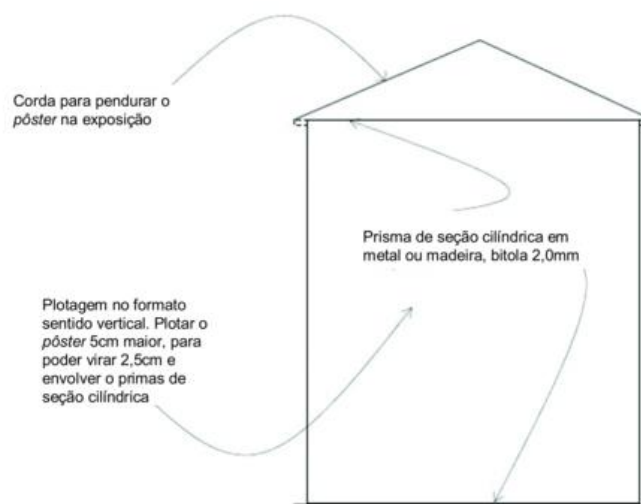 Corda para pendurar o
pôster na exposição
Prisma de seção cilíndrica em
metal ou madeira, bitola 2,0mm
Plotagem no formato
sentido vertical. Plotar o
pôster 5cm maior, para
poder virar 2,5cm e
envolver o primas de
seção cilíndrica